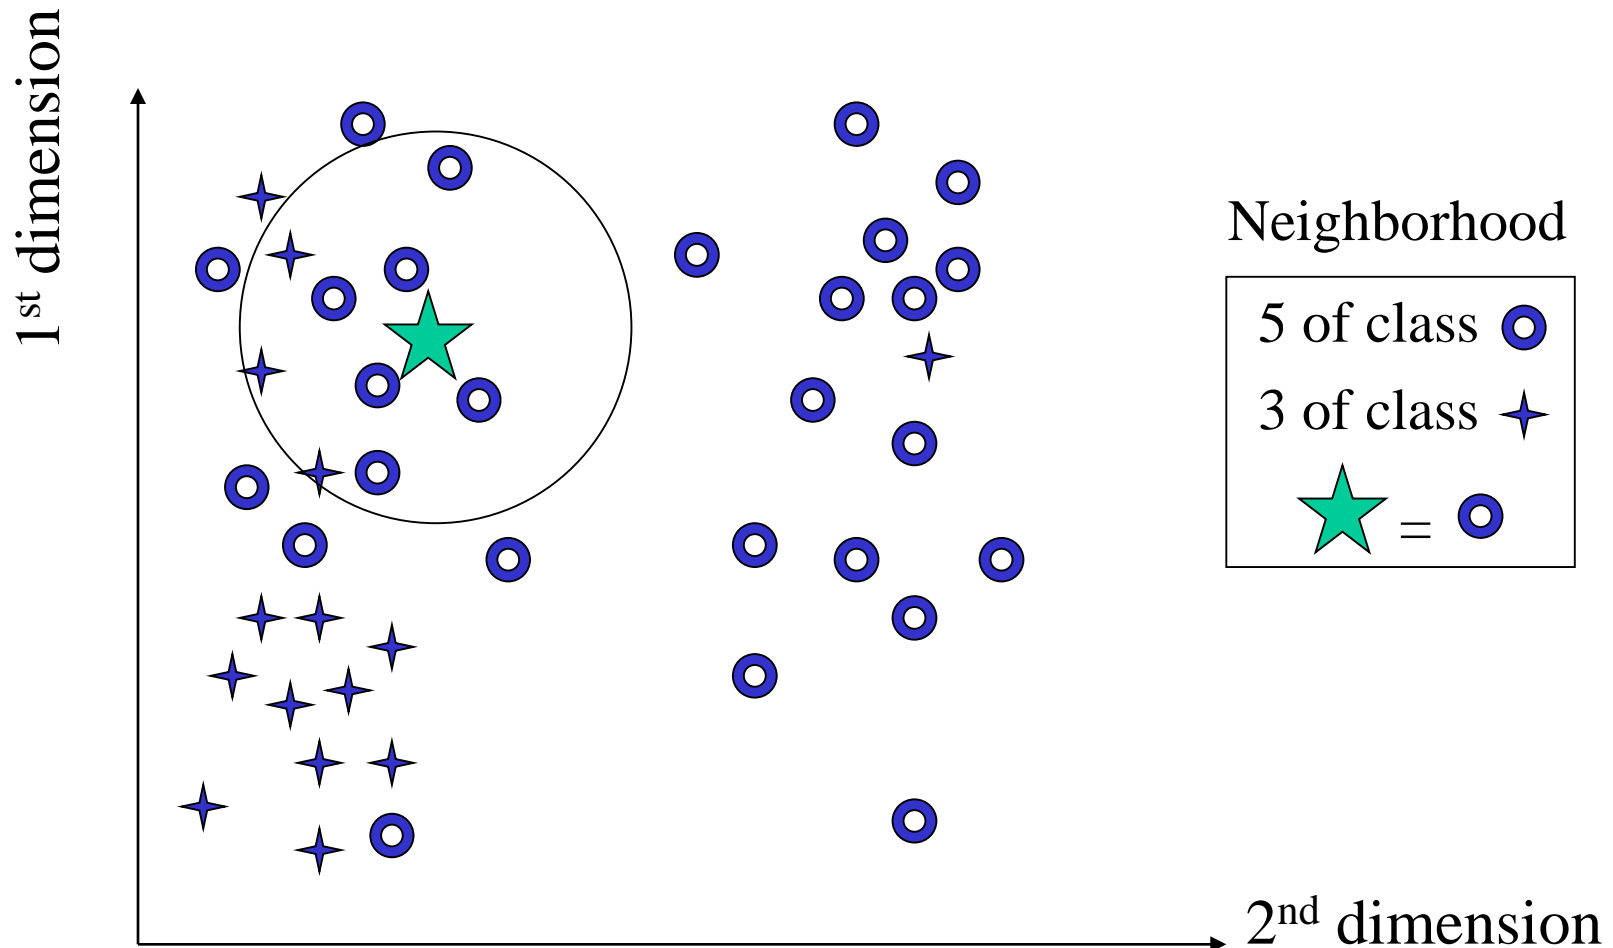 1st dimension
Neighborhood
5 of class
3 of class
=
2nd dimension